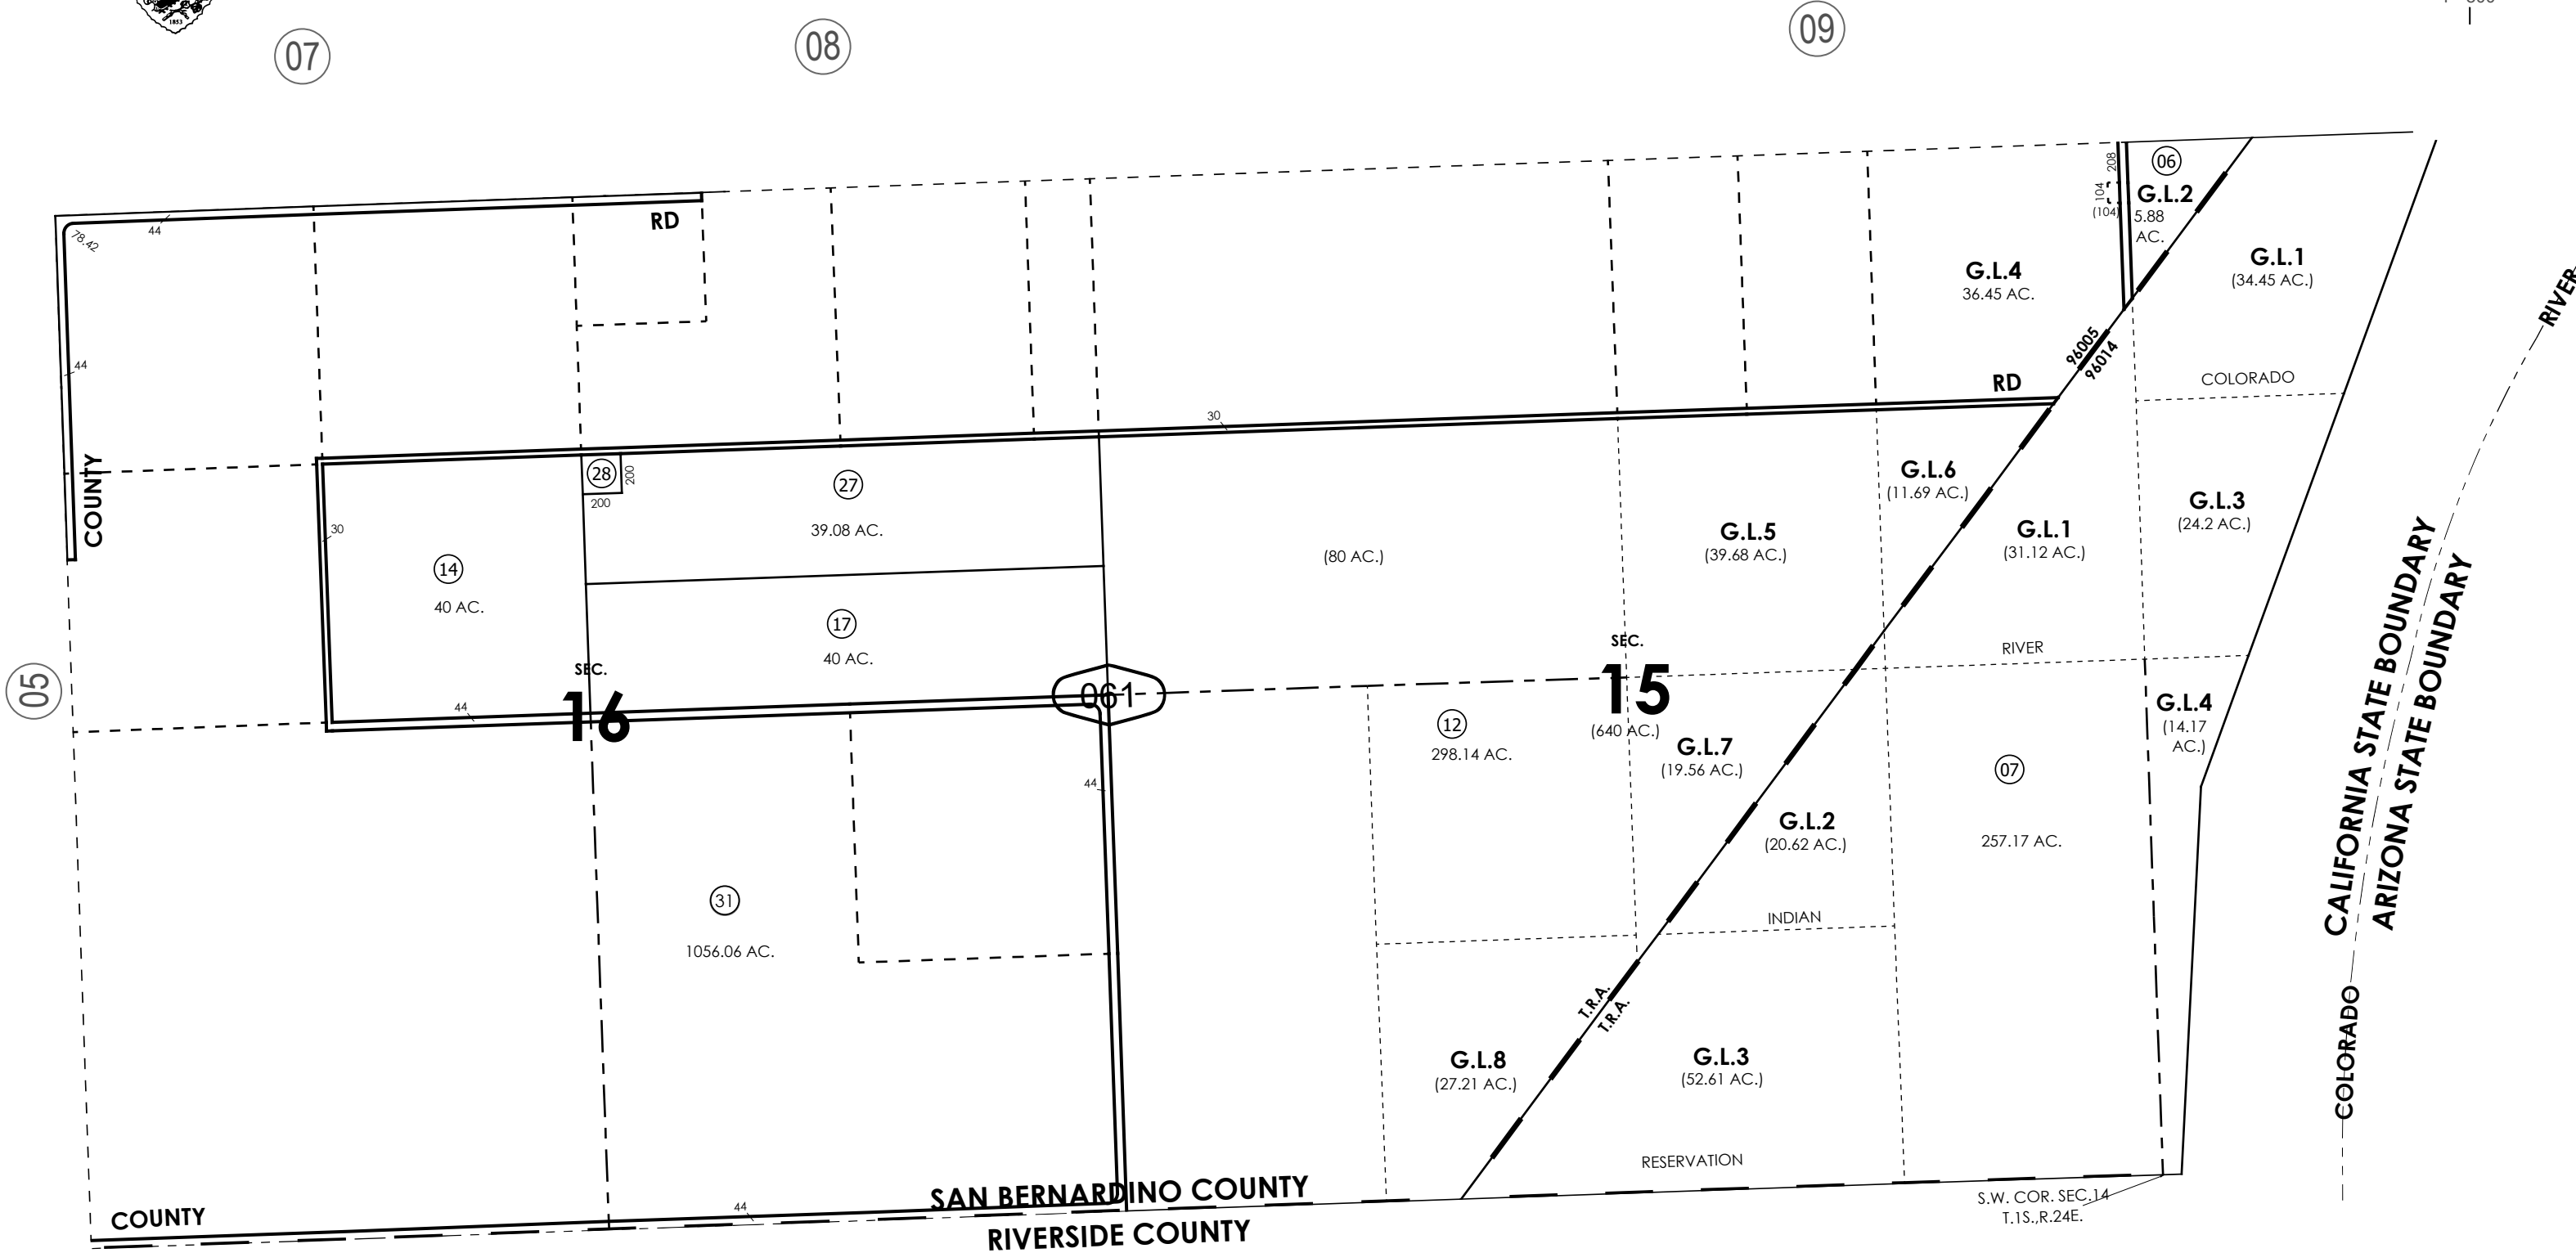 1853
07
08
09
RD
44
78.42
44
COUNTY
208
104
(104)
06
G.L.2
5.88
AC.
G.L.1
(34.45 AC.)
G.L.4
36.45 AC.
96005
96014
COLORADO
RIVER
RD
30
28
200
200
27
39.08 AC.
30
14
40 AC.
17
40 AC.
(80 AC.)
G.L.5
(39.68 AC.)
G.L.6
(11.69 AC.)
G.L.1
(31.12 AC.)
G.L.3
(24.2 AC.)
05
SEC.
16
44
061
SEC.
15
(640 AC.)
RIVER
12
298.14 AC.
G.L.7
(19.56 AC.)
G.L.4
(14.17
AC.)
07
257.17 AC.
G.L.2
(20.62 AC.)
44
31
1056.06 AC.
INDIAN
CALIFORNIA STATE BOUNDARY
ARIZONA STATE BOUNDARY
T.R.A.
T.R.A.
G.L.8
(27.21 AC.)
G.L.3
(52.61 AC.)
COLORADO
RESERVATION
SAN BERNARDINO COUNTY
RIVERSIDE COUNTY
COUNTY
44
S.W. COR. SEC.14
T.1S.,R.24E.